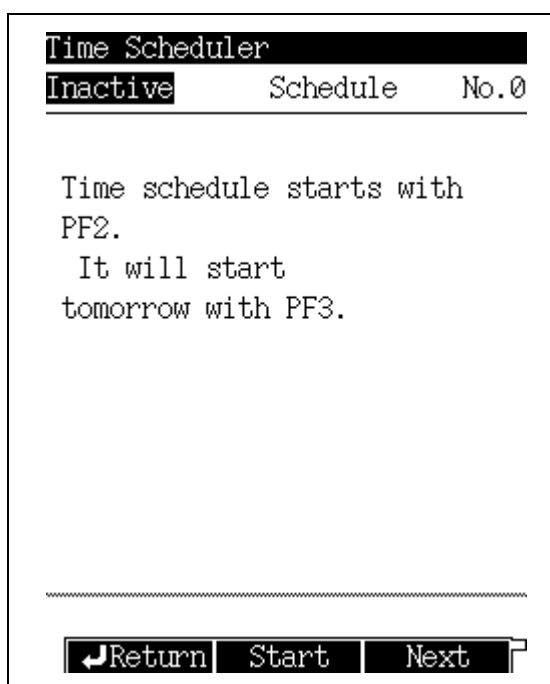 Time Scheduler
Inactive Schedule No.0
Time schedule starts with
PF2.
It will start
tomorrow with PF3.
↵Return Start Next